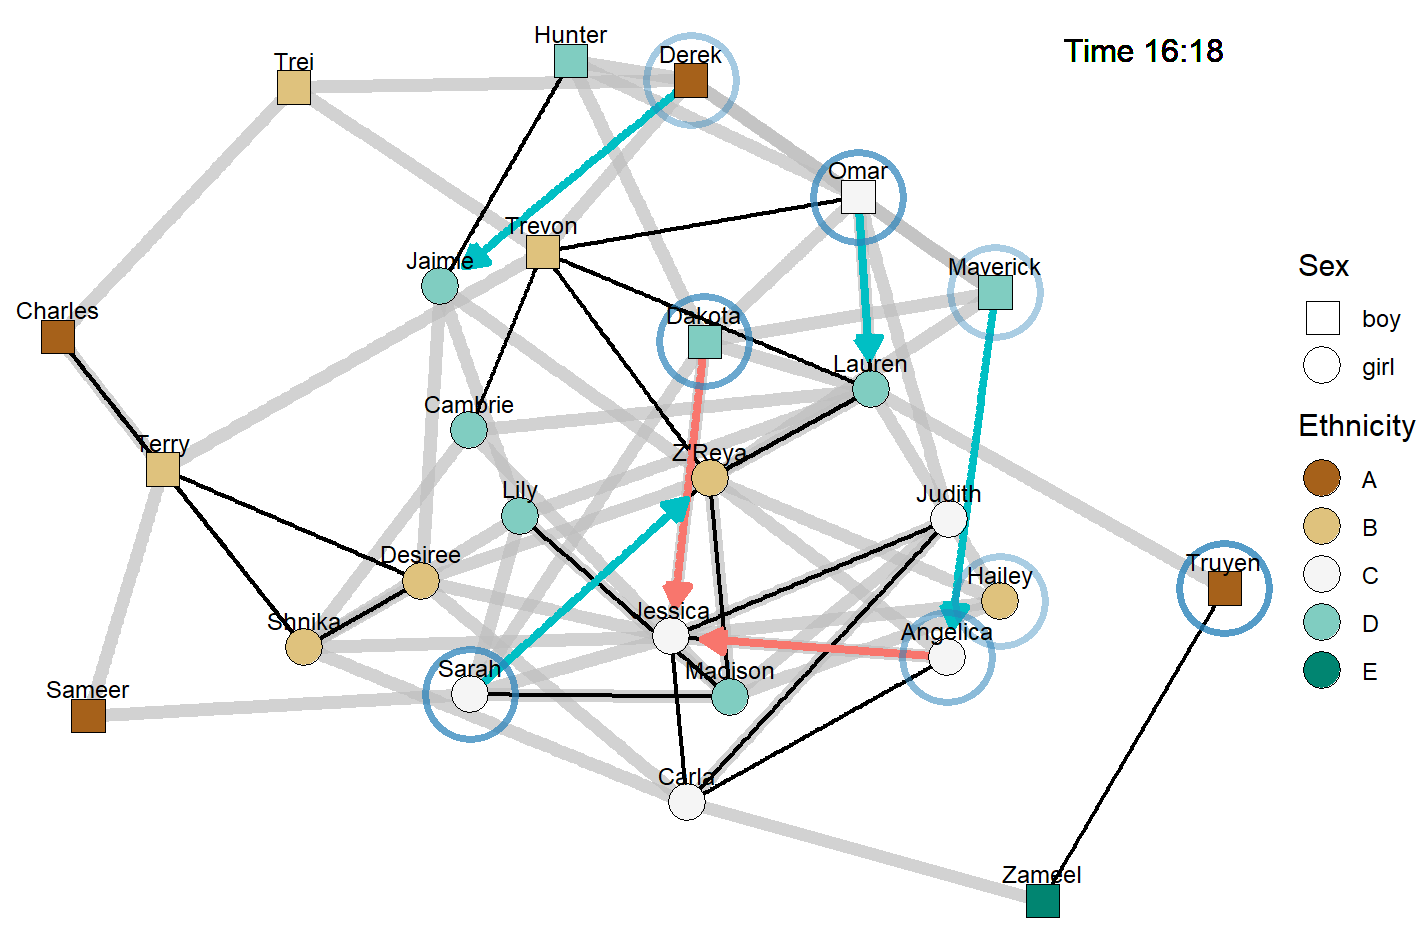 Hunter
Derek
Time 16:18
Trei
Omar
Trevon
Jaimie
Maverick
Sex
Charles
Dakota
boy
Lauren
girl
Cambrie
Ethnicity
Terry
Z'Reya
A
Lily
Judith
B
Desiree
Truyen
Hailey
C
Shnika
Jessica
Angelica
D
Sarah
Madison
E
Sameer
Carla
Zameel